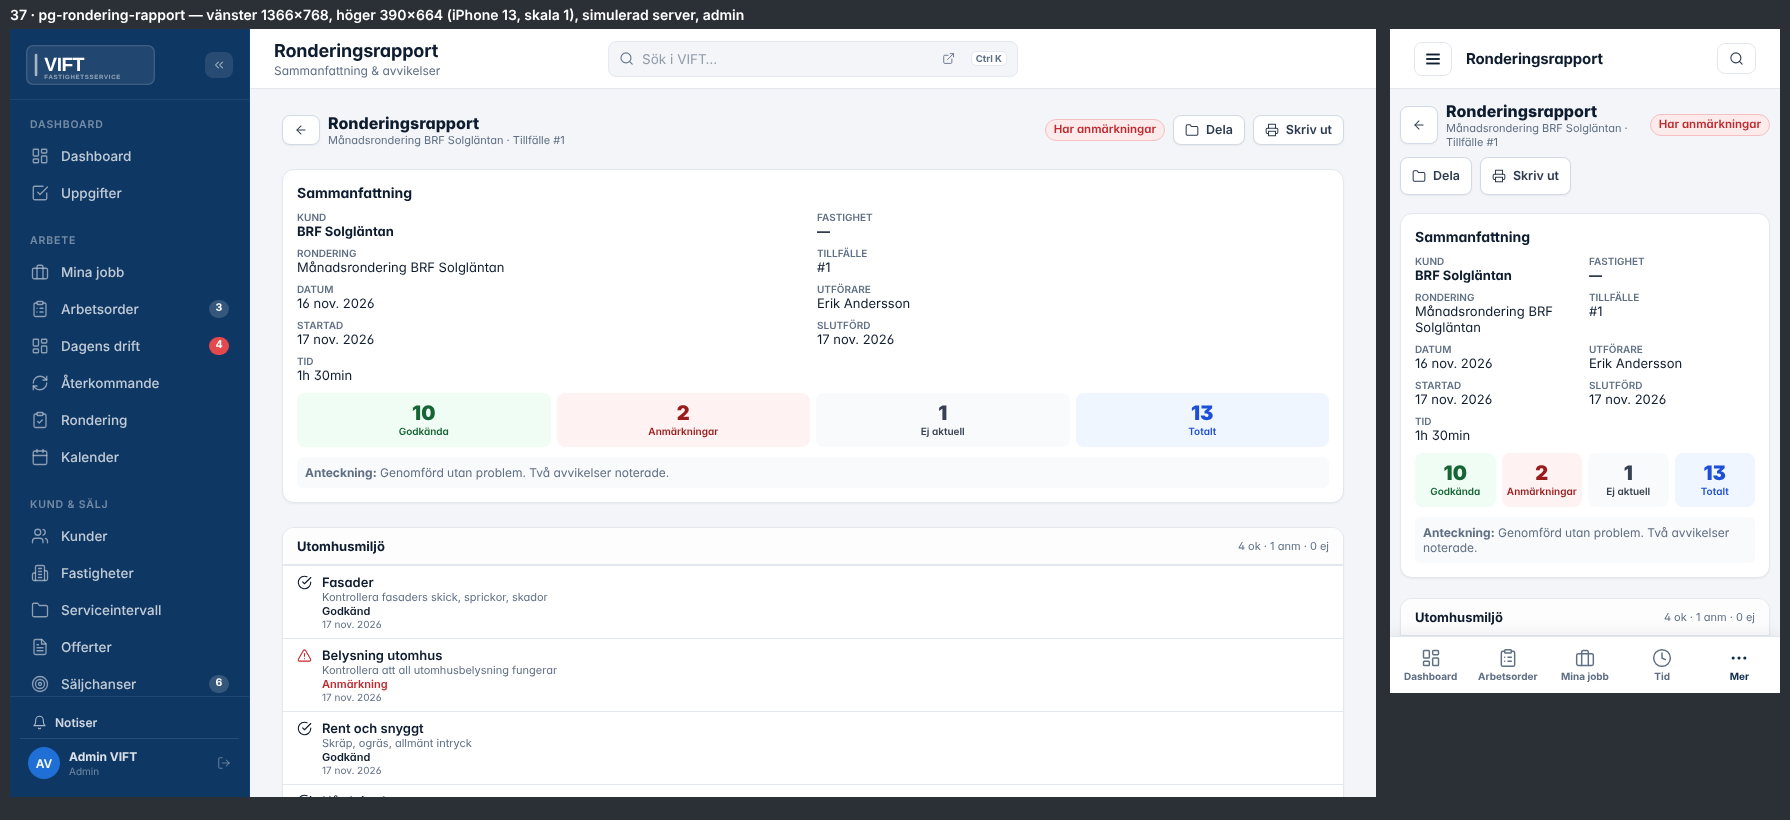 37 · pg-rondering-rapport — vänster 1366×768, höger 390×664 (iPhone 13, skala 1), simulerad server, admin
VIFT
FASTIGHETSSERVICE
DASHBOARD
Dashboard
Uppgifter
ARBETE
Mina jobb
Arbetsorder 3
Dagens drift 4
Återkommande
Rondering
Kalender
KUND & SÄLJ
Kunder
Fastigheter
Serviceintervall
Offerter
Säljchanser 6
Notiser
AV Admin VIFT
Admin
Ronderingsrapport
Sammanfattning & avvikelser
Sök i VIFT... Ctrl K
Ronderingsrapport
Månadsrondering BRF Solgläntan · Tillfälle #1
Har anmärkningar Dela Skriv ut
Sammanfattning
KUND FASTIGHET
BRF Solgläntan —
RONDERING TILLFÄLLE
Månadsrondering BRF Solgläntan #1
DATUM UTFÖRARE
16 nov. 2026 Erik Andersson
STARTAD SLUTFÖRD
17 nov. 2026 17 nov. 2026
TID
1h 30min
10 2 1 13
Godkända Anmärkningar Ej aktuell Totalt
Anteckning: Genomförd utan problem. Två avvikelser noterade.
Utomhusmiljö 4 ok · 1 anm · 0 ej
Fasader
Kontrollera fasaders skick, sprickor, skador
Godkänd
17 nov. 2026
Belysning utomhus
Kontrollera att all utomhusbelysning fungerar
Anmärkning
17 nov. 2026
Rent och snyggt
Skräp, ogräs, allmänt intryck
Godkänd
17 nov. 2026
Ronderingsrapport
Ronderingsrapport
Månadsrondering BRF Solgläntan ·
Tillfälle #1
Har anmärkningar
Dela Skriv ut
Sammanfattning
KUND FASTIGHET
BRF Solgläntan —
RONDERING TILLFÄLLE
Månadsrondering BRF #1
Solgläntan
DATUM UTFÖRARE
16 nov. 2026 Erik Andersson
STARTAD SLUTFÖRD
17 nov. 2026 17 nov. 2026
TID
1h 30min
10 2 1 13
Godkända Anmärkningar Ej aktuell Totalt
Anteckning: Genomförd utan problem. Två avvikelser
noterade.
Utomhusmiljö 4 ok · 1 anm · 0 ej
Dashboard Arbetsorder Mina jobb Tid Mer